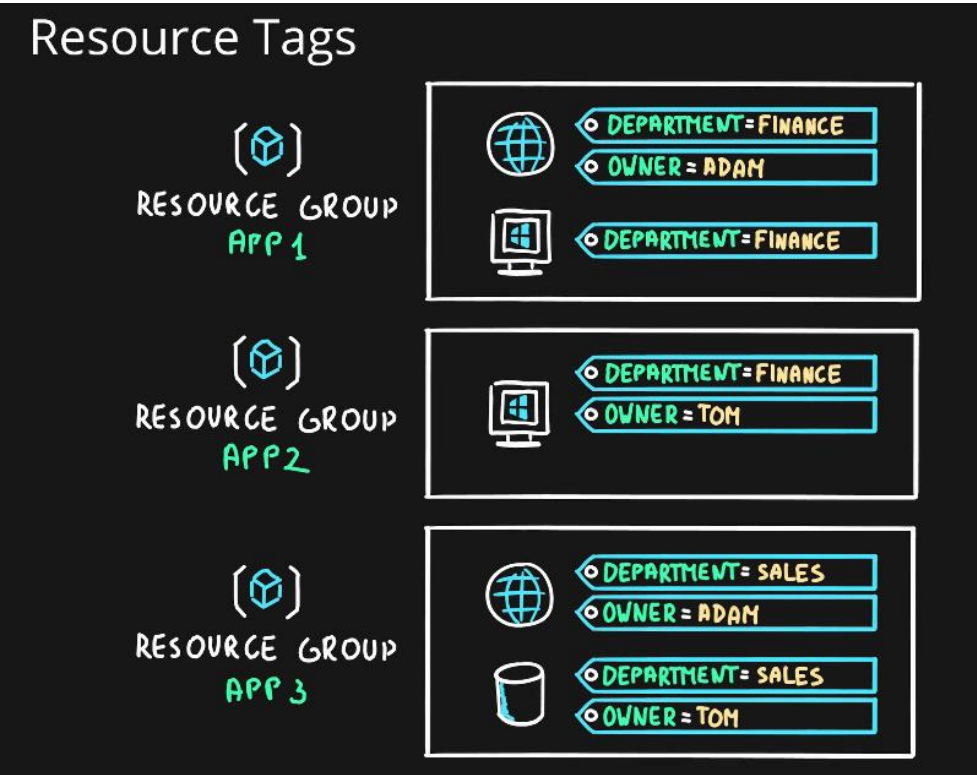 Resource Tags
RESOURCE GROUP
APP 1
DEPARTMENT=FINANCE
OWNER=ADAM
DEPARTMENT=FINANCE
RESOURCE GROUP
APP2
DEPARTMENT=FINANCE
OWNER=TOM
RESOURCE GROUP
APP 3
DEPARTMENT=SALES
OWNER=ADAM
DEPARTMENT=SALES
OWNER=TOM